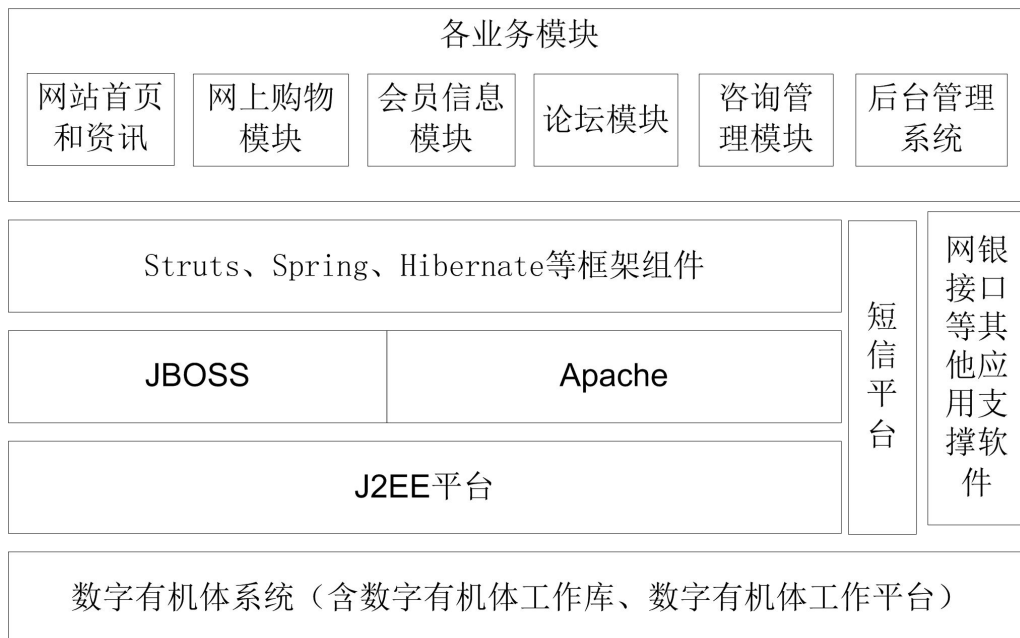 各业务模块
网站首页
和资讯
网上购物
模块
会员信息
模块
论坛模块
咨询管
理模块
后台管理
系统
Struts、Spring、Hibernate等框架组件
JBOSS
Apache
J2EE平台
短
信
平
台
网银
接口
等其
他应
用支
撑软
件
数字有机体系统（含数字有机体工作库、数字有机体工作平台）